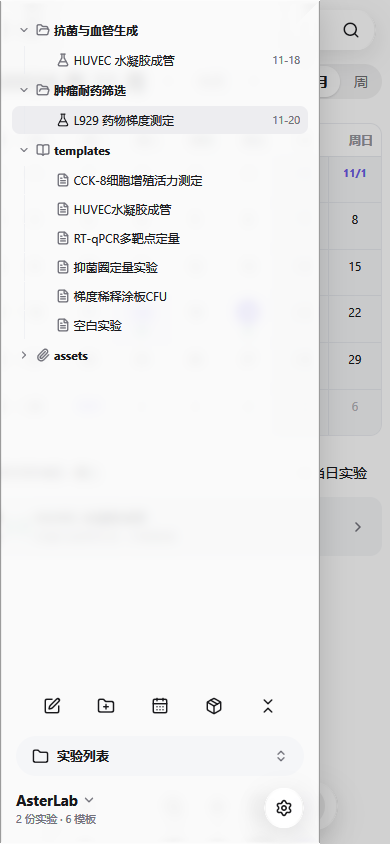 抗菌与血管生成
HUVEC 水凝胶成管 11-18
肿瘤耐药筛选
L929 药物梯度测定 11-20
templates
CCK-8细胞增殖活力测定
HUVEC水凝胶成管
RT-qPCR多靶点定量
抑菌圈定量实验
梯度稀释涂板CFU
空白实验
assets
实验列表
AsterLab
2 份实验 · 6 模板
月 周
周日
11/1
8
15
22
29
6
当日实验